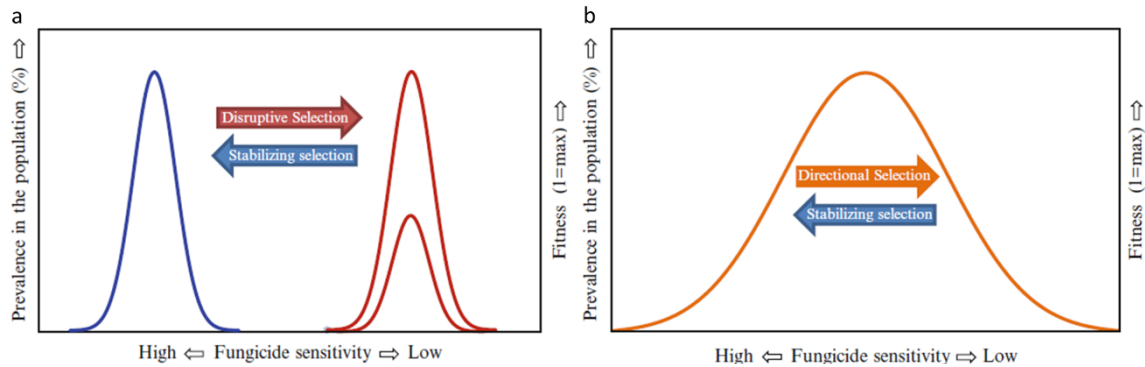 a
Prevalence in the population (%) ⇨
Disruptive Selection
Stabilizing selection
Fitness (1=max) ⇨
High ⇦ Fungicide sensitivity ⇨ Low
b
Prevalence in the population (%) ⇨
Directional Selection
Stabilizing selection
Fitness (1=max) ⇨
High ⇦ Fungicide sensitivity ⇨ Low